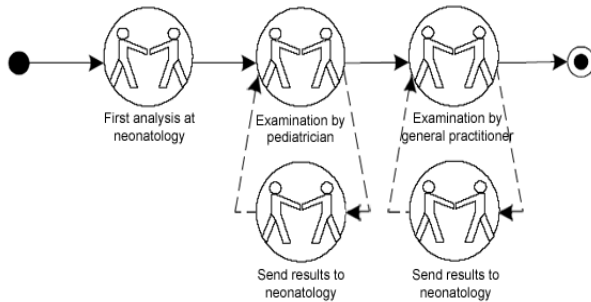 First analysis at
neonatology
Examination by
pediatrician
Examination by
general practitioner
Send results to
neonatology
Send results to
neonatology